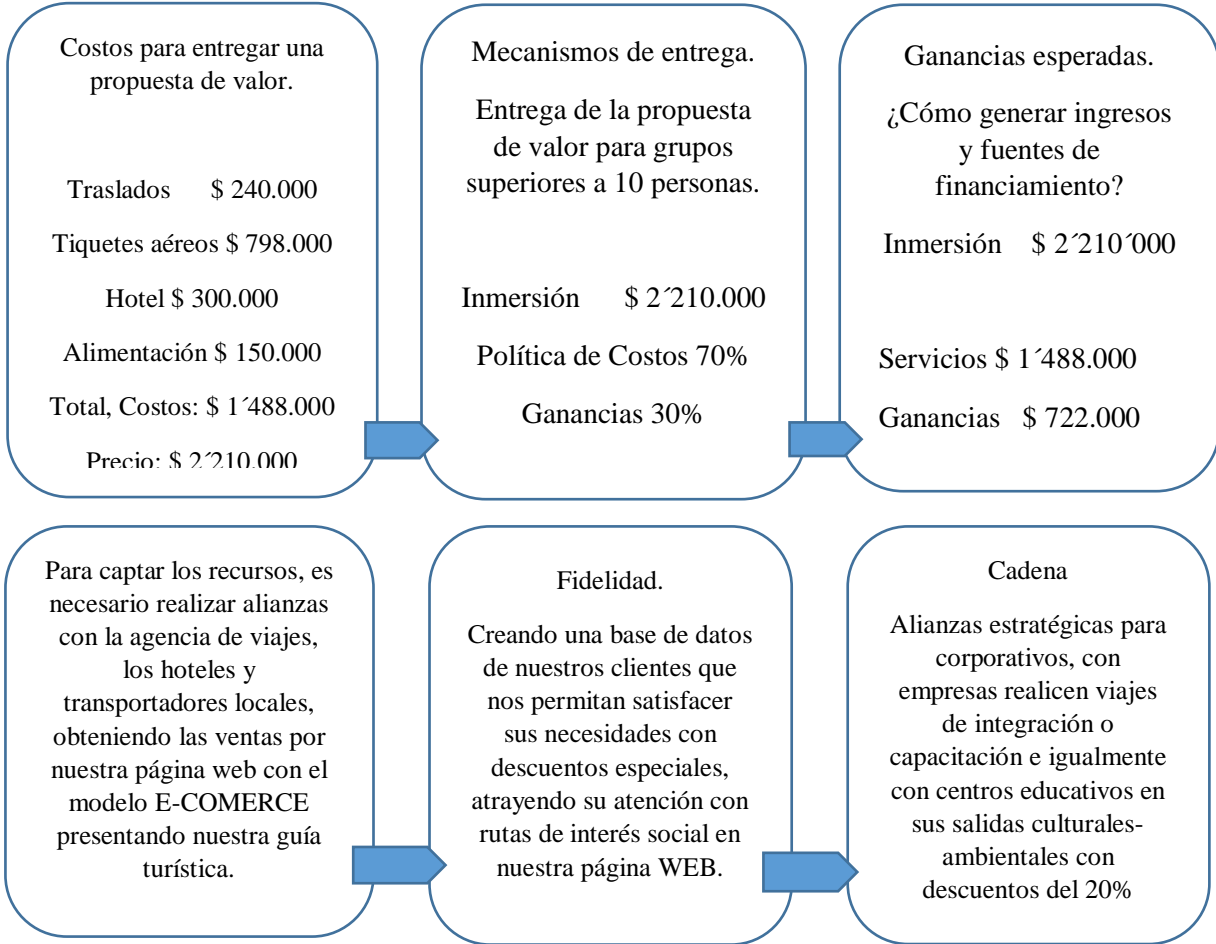 Costos para entregar una
propuesta de valor.
Traslados $ 240.000
Tiquetes aéreos $ 798.000
Hotel $ 300.000
Alimentación $ 150.000
Total, Costos: $ 1´488.000
Precio: $ 2´210.000
Mecanismos de entrega.
Entrega de la propuesta
de valor para grupos
superiores a 10 personas.
Inmersión $ 2´210.000
Política de Costos 70%
Ganancias 30%
Ganancias esperadas.
¿Cómo generar ingresos
y fuentes de
financiamiento?
Inmersión $ 2´210´000
Servicios $ 1´488.000
Ganancias $ 722.000
Para captar los recursos, es
necesario realizar alianzas
con la agencia de viajes,
los hoteles y
transportadores locales,
obteniendo las ventas por
nuestra página web con el
modelo E-COMERCE
presentando nuestra guía
turística.
Fidelidad.
Creando una base de datos
de nuestros clientes que
nos permitan satisfacer
sus necesidades con
descuentos especiales,
atrayendo su atención con
rutas de interés social en
nuestra página WEB.
Cadena
Alianzas estratégicas para
corporativos, con
empresas realicen viajes
de integración o
capacitación e igualmente
con centros educativos en
sus salidas culturales-
ambientales con
descuentos del 20%